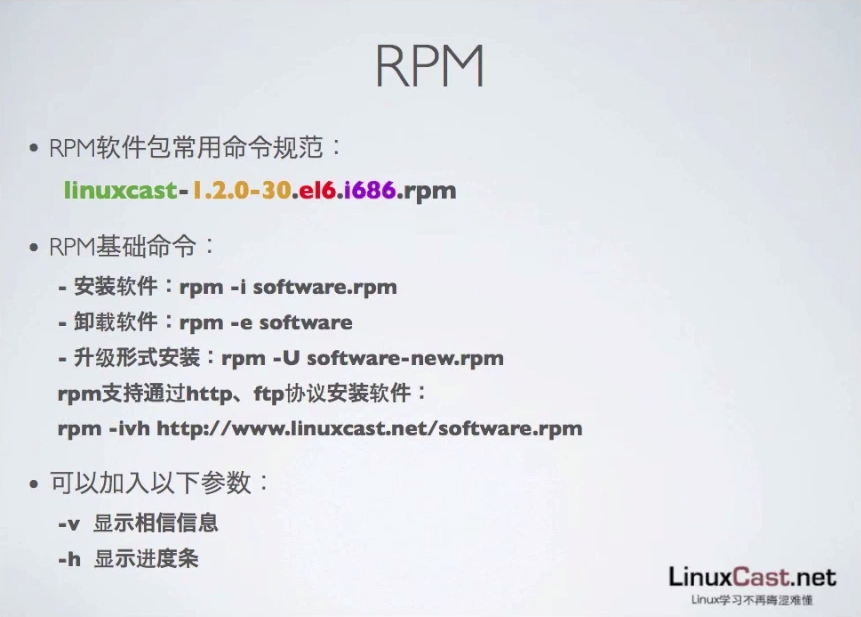 RPM
• RPM软件包常用命令规范：
linuxcast-1.2.0-30.el6.i686.rpm
• RPM基础命令：
- 安装软件：rpm -i software.rpm
- 卸载软件：rpm -e software
- 升级形式安装：rpm -U software-new.rpm
rpm支持通过http、ftp协议安装软件：
rpm -ivh http://www.linuxcast.net/software.rpm
• 可以加入以下参数：
-v 显示相信信息
-h 显示进度条
LinuxCast.net
Linux学习不再晦涩难懂